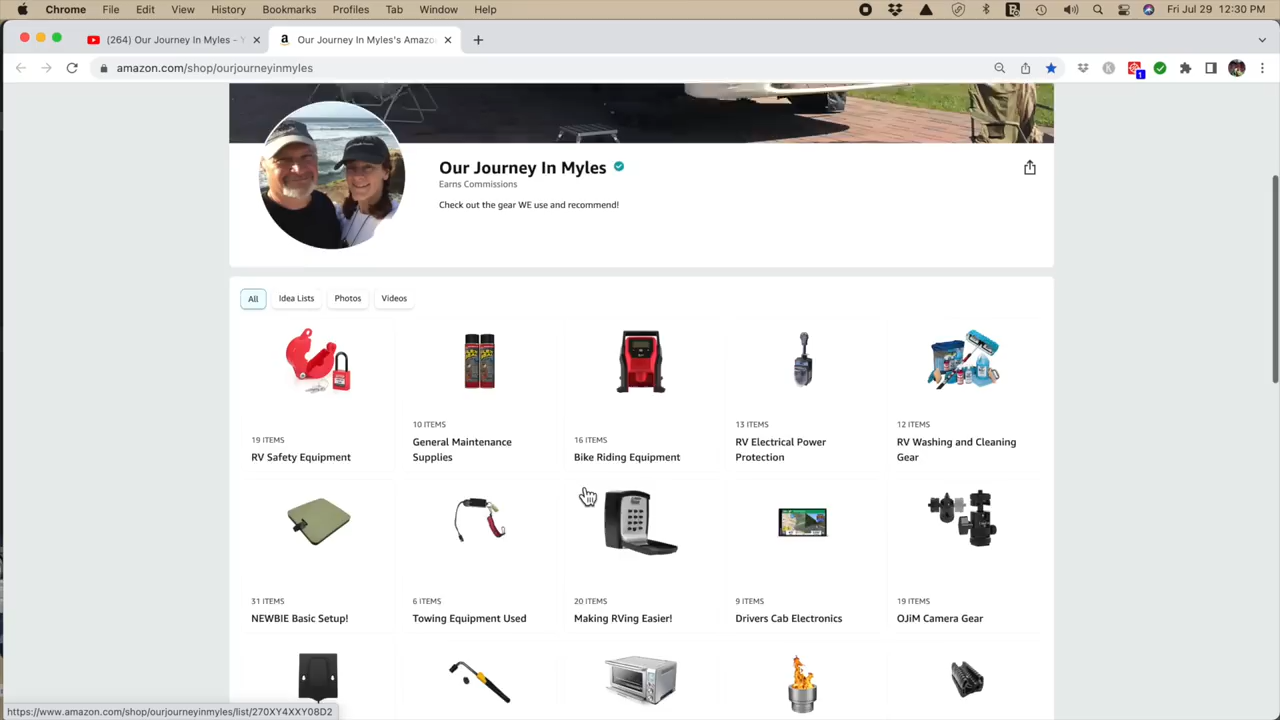 Chrome File Edit View History Bookmarks Profiles Tab Window Help Fri Jul 29 12:30 PM
(264) Our Journey In Myles - Y
Our Journey In Myles's Amazo
amazon.com/shop/ourjourneyinmyles
1
Our Journey In Myles
Earns Commissions
Check out the gear WE use and recommend!
All Idea Lists Photos Videos
19 ITEMS
RV Safety Equipment
10 ITEMS
General Maintenance
Supplies
16 ITEMS
Bike Riding Equipment
13 ITEMS
RV Electrical Power
Protection
12 ITEMS
RV Washing and Cleaning
Gear
31 ITEMS
NEWBIE Basic Setup!
6 ITEMS
Towing Equipment Used
20 ITEMS
Making RVing Easier!
9 ITEMS
Drivers Cab Electronics
19 ITEMS
OJiM Camera Gear
https://www.amazon.com/shop/ourjourneyinmyles/list/270XY4XXY08D2